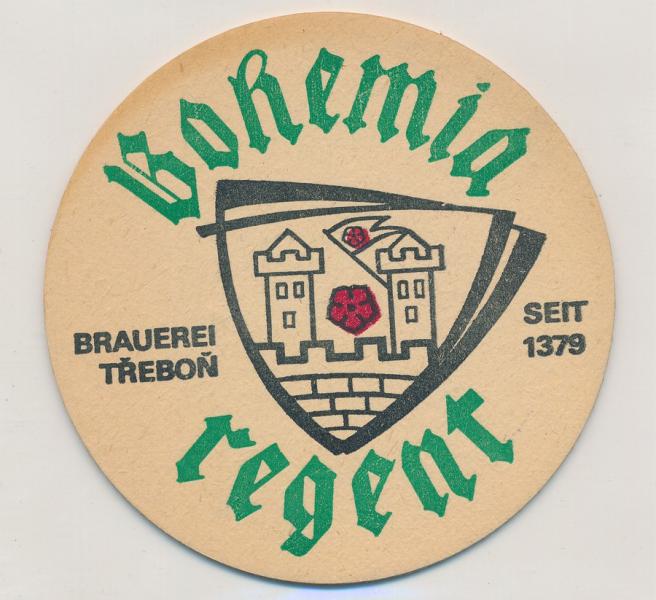 Bohemia
BRAUEREI
TŘEBOŇ
SEIT
1379
regent